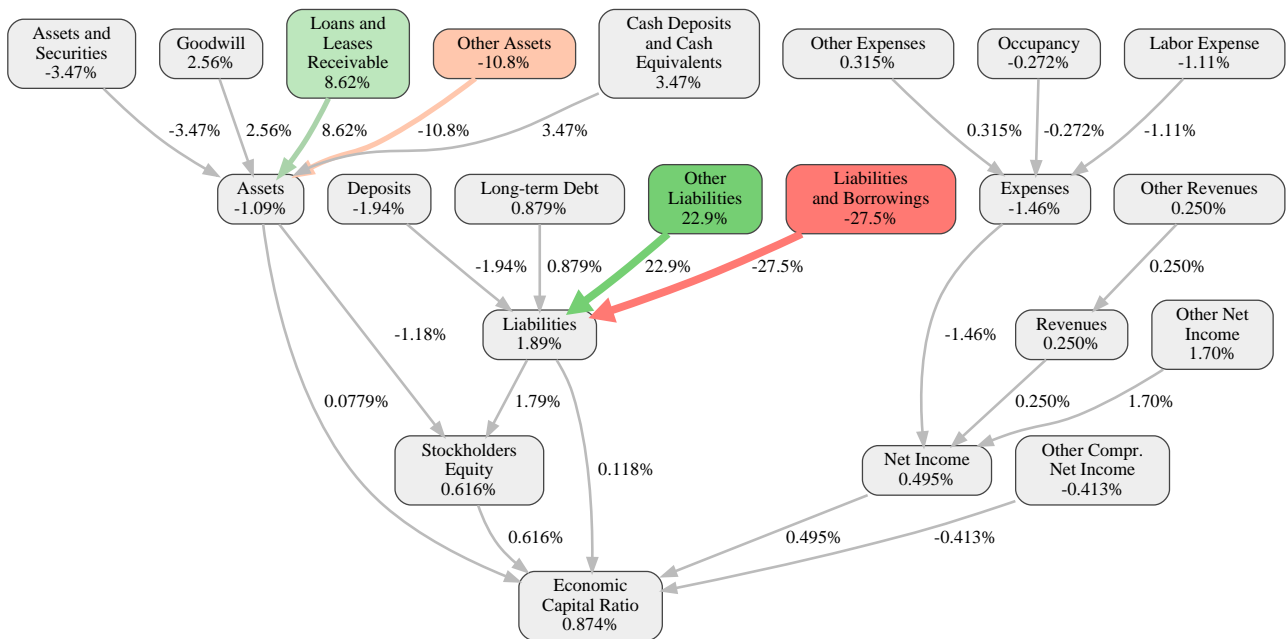 Assets and
Securities
-3.47%
Goodwill
2.56%
Loans and
Leases
Receivable
8.62%
Other Assets
-10.8%
Cash Deposits
and Cash
Equivalents
3.47%
Other Expenses
0.315%
Occupancy
-0.272%
Labor Expense
-1.11%
-3.47%
2.56%
8.62%
-10.8%
3.47%
0.315%
-0.272%
-1.11%
Assets
-1.09%
Deposits
-1.94%
Long-term Debt
0.879%
Other
Liabilities
22.9%
Liabilities
and Borrowings
-27.5%
Expenses
-1.46%
Other Revenues
0.250%
-1.94%
0.879%
22.9%
-27.5%
0.250%
-1.18%
Liabilities
1.89%
-1.46%
Revenues
0.250%
Other Net
Income
1.70%
0.0779%
1.79%
0.250%
1.70%
Stockholders
Equity
0.616%
0.118%
Net Income
0.495%
Other Compr.
Net Income
-0.413%
0.616%
0.495%
-0.413%
Economic
Capital Ratio
0.874%